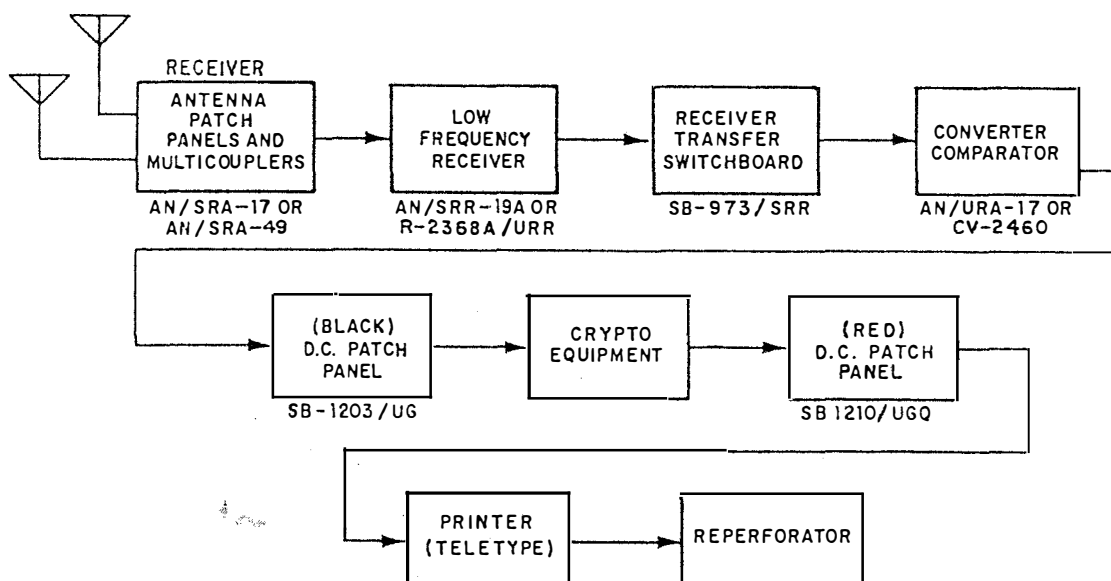 RECEIVER
ANTENNA
PATCH
PANELS AND
MULTICOUPLERS
AN/SRA-17 OR
AN/SRA-49
LOW
FREQUENCY
RECEIVER
AN/SRR-19A OR
R-2368A/URR
RECEIVER
TRANSFER
SWITCHBOARD
SB-973/SRR
CONVERTER
COMPARATOR
AN/URA-17 OR
CV-2460
(BLACK)
D.C. PATCH
PANEL
SB-1203/UG
CRYPTO
EQUIPMENT
(RED)
D.C. PATCH
PANEL
SB 1210/UGQ
PRINTER
(TELETYPE)
REPERFORATOR